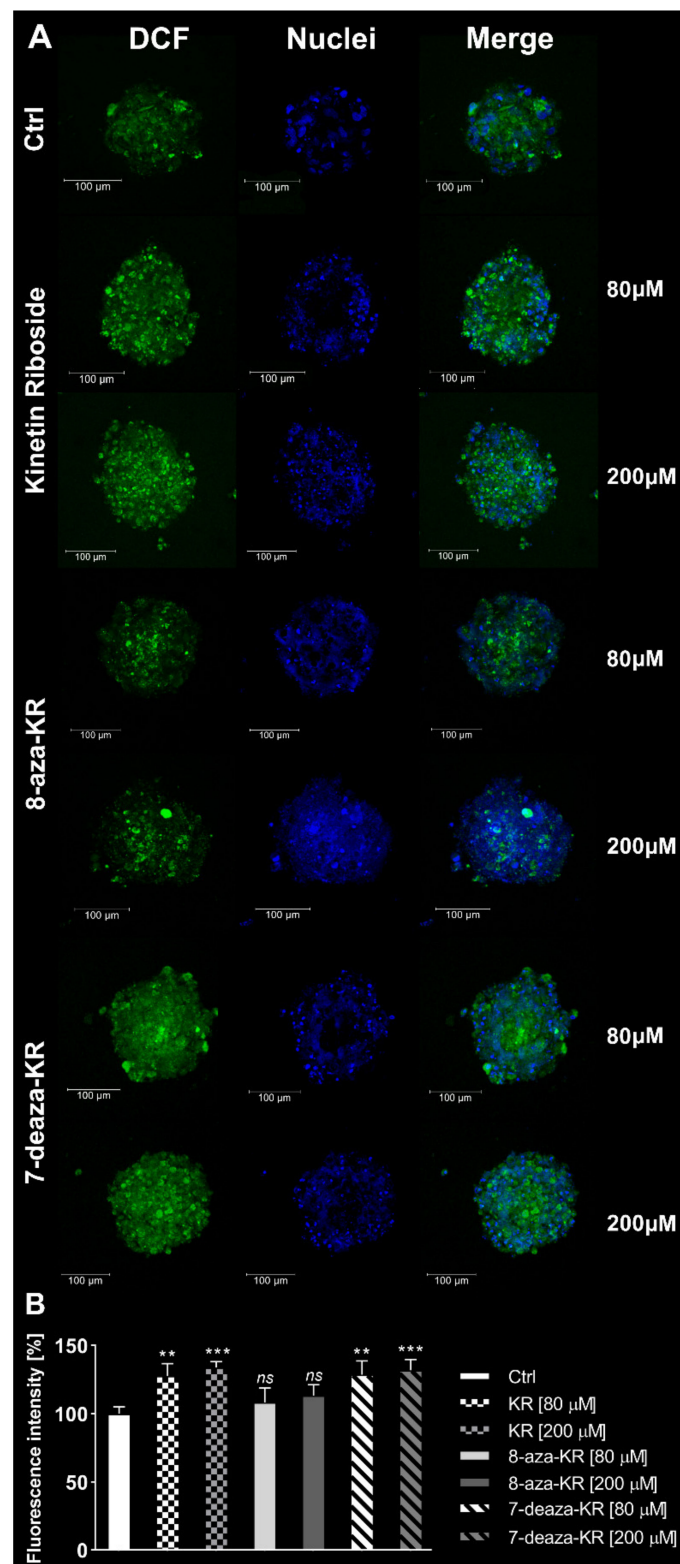 A
DCF Nuclei Merge
Ctrl
100 µm 100 µm 100 µm
Kinetin Riboside
80µM
100 µm 100 µm 100 µm
200µM
100 µm 100 µm 100 µm
8-aza-KR
80µM
100 µm 100 µm 100 µm
200µM
100 µm 100 µm 100 µm
7-deaza-KR
80µM
100 µm 100 µm 100 µm
200µM
100 µm 100 µm 100 µm
B
Fluorescence intensity [%]
150
100
50
0
** *** ns ns ** ***
Ctrl
KR [80 µM]
KR [200 µM]
8-aza-KR [80 µM]
8-aza-KR [200 µM]
7-deaza-KR [80 µM]
7-deaza-KR [200 µM]